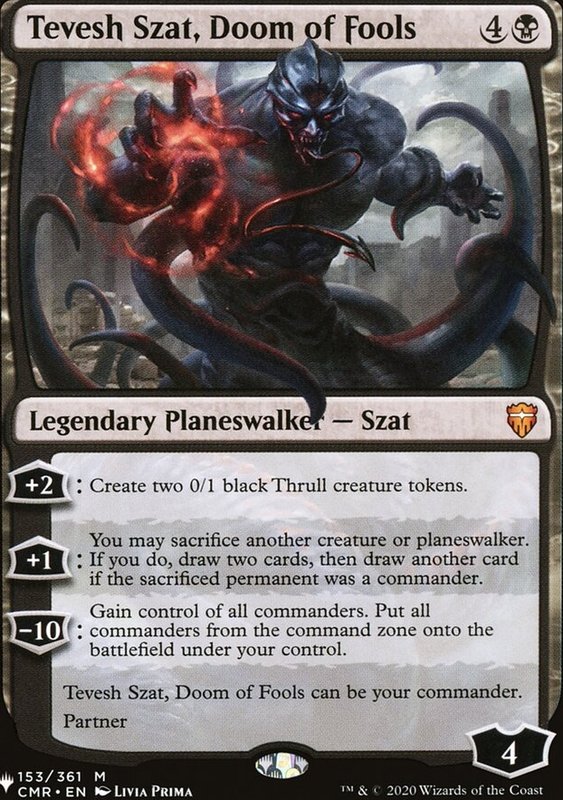 Tevesh Szat, Doom of Fools 4
Legendary Planeswalker — Szat
+2 : Create two 0/1 black Thrull creature tokens.
You may sacrifice another creature or planeswalker.
+1 : If you do, draw two cards, then draw another card
if the sacrificed permanent was a commander.
Gain control of all commanders. Put all
−10 : commanders from the command zone onto the
battlefield under your control.
Tevesh Szat, Doom of Fools can be your commander.
Partner
4
153/361 M
CMR • EN LIVIA PRIMA
™ & © 2020 Wizards of the Coast